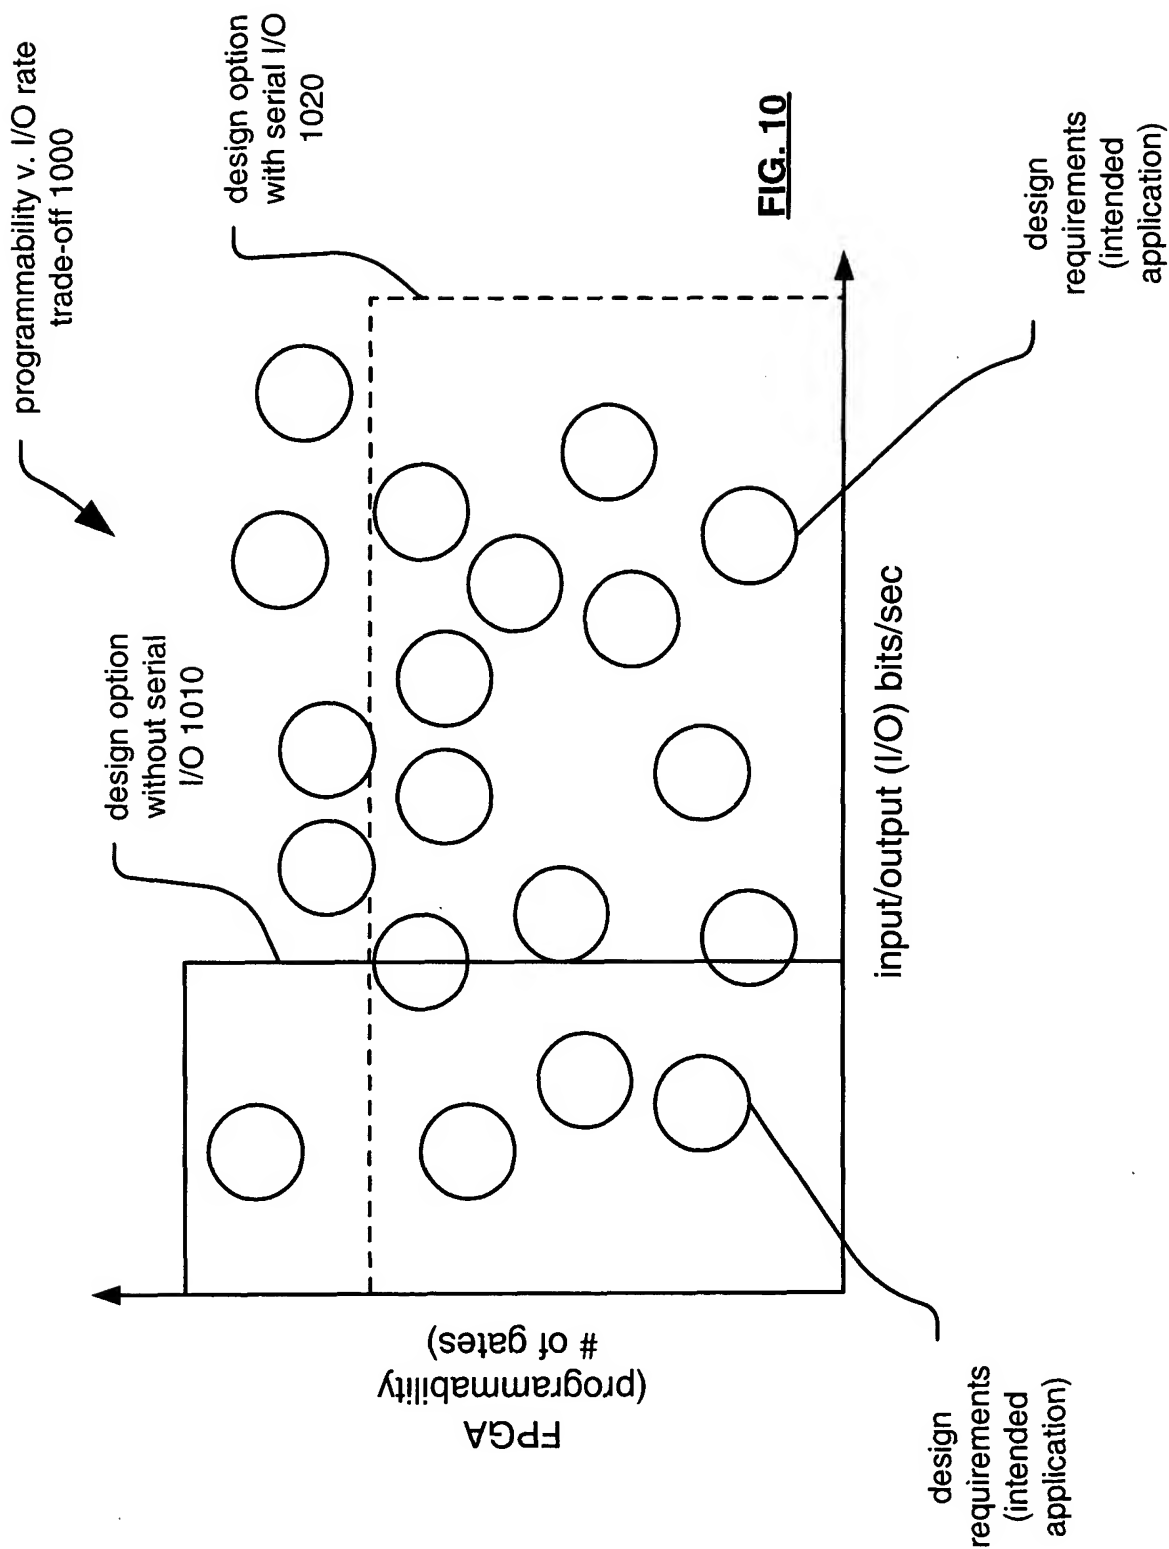 programmability v. I/O rate
trade-off 1000
design option
without serial
I/O 1010
design option
with serial I/O
1020
FPGA
(programmability
# of gates)
input/output (I/O) bits/sec
FIG. 10
design
requirements
(intended
application)
design
requirements
(intended
application)